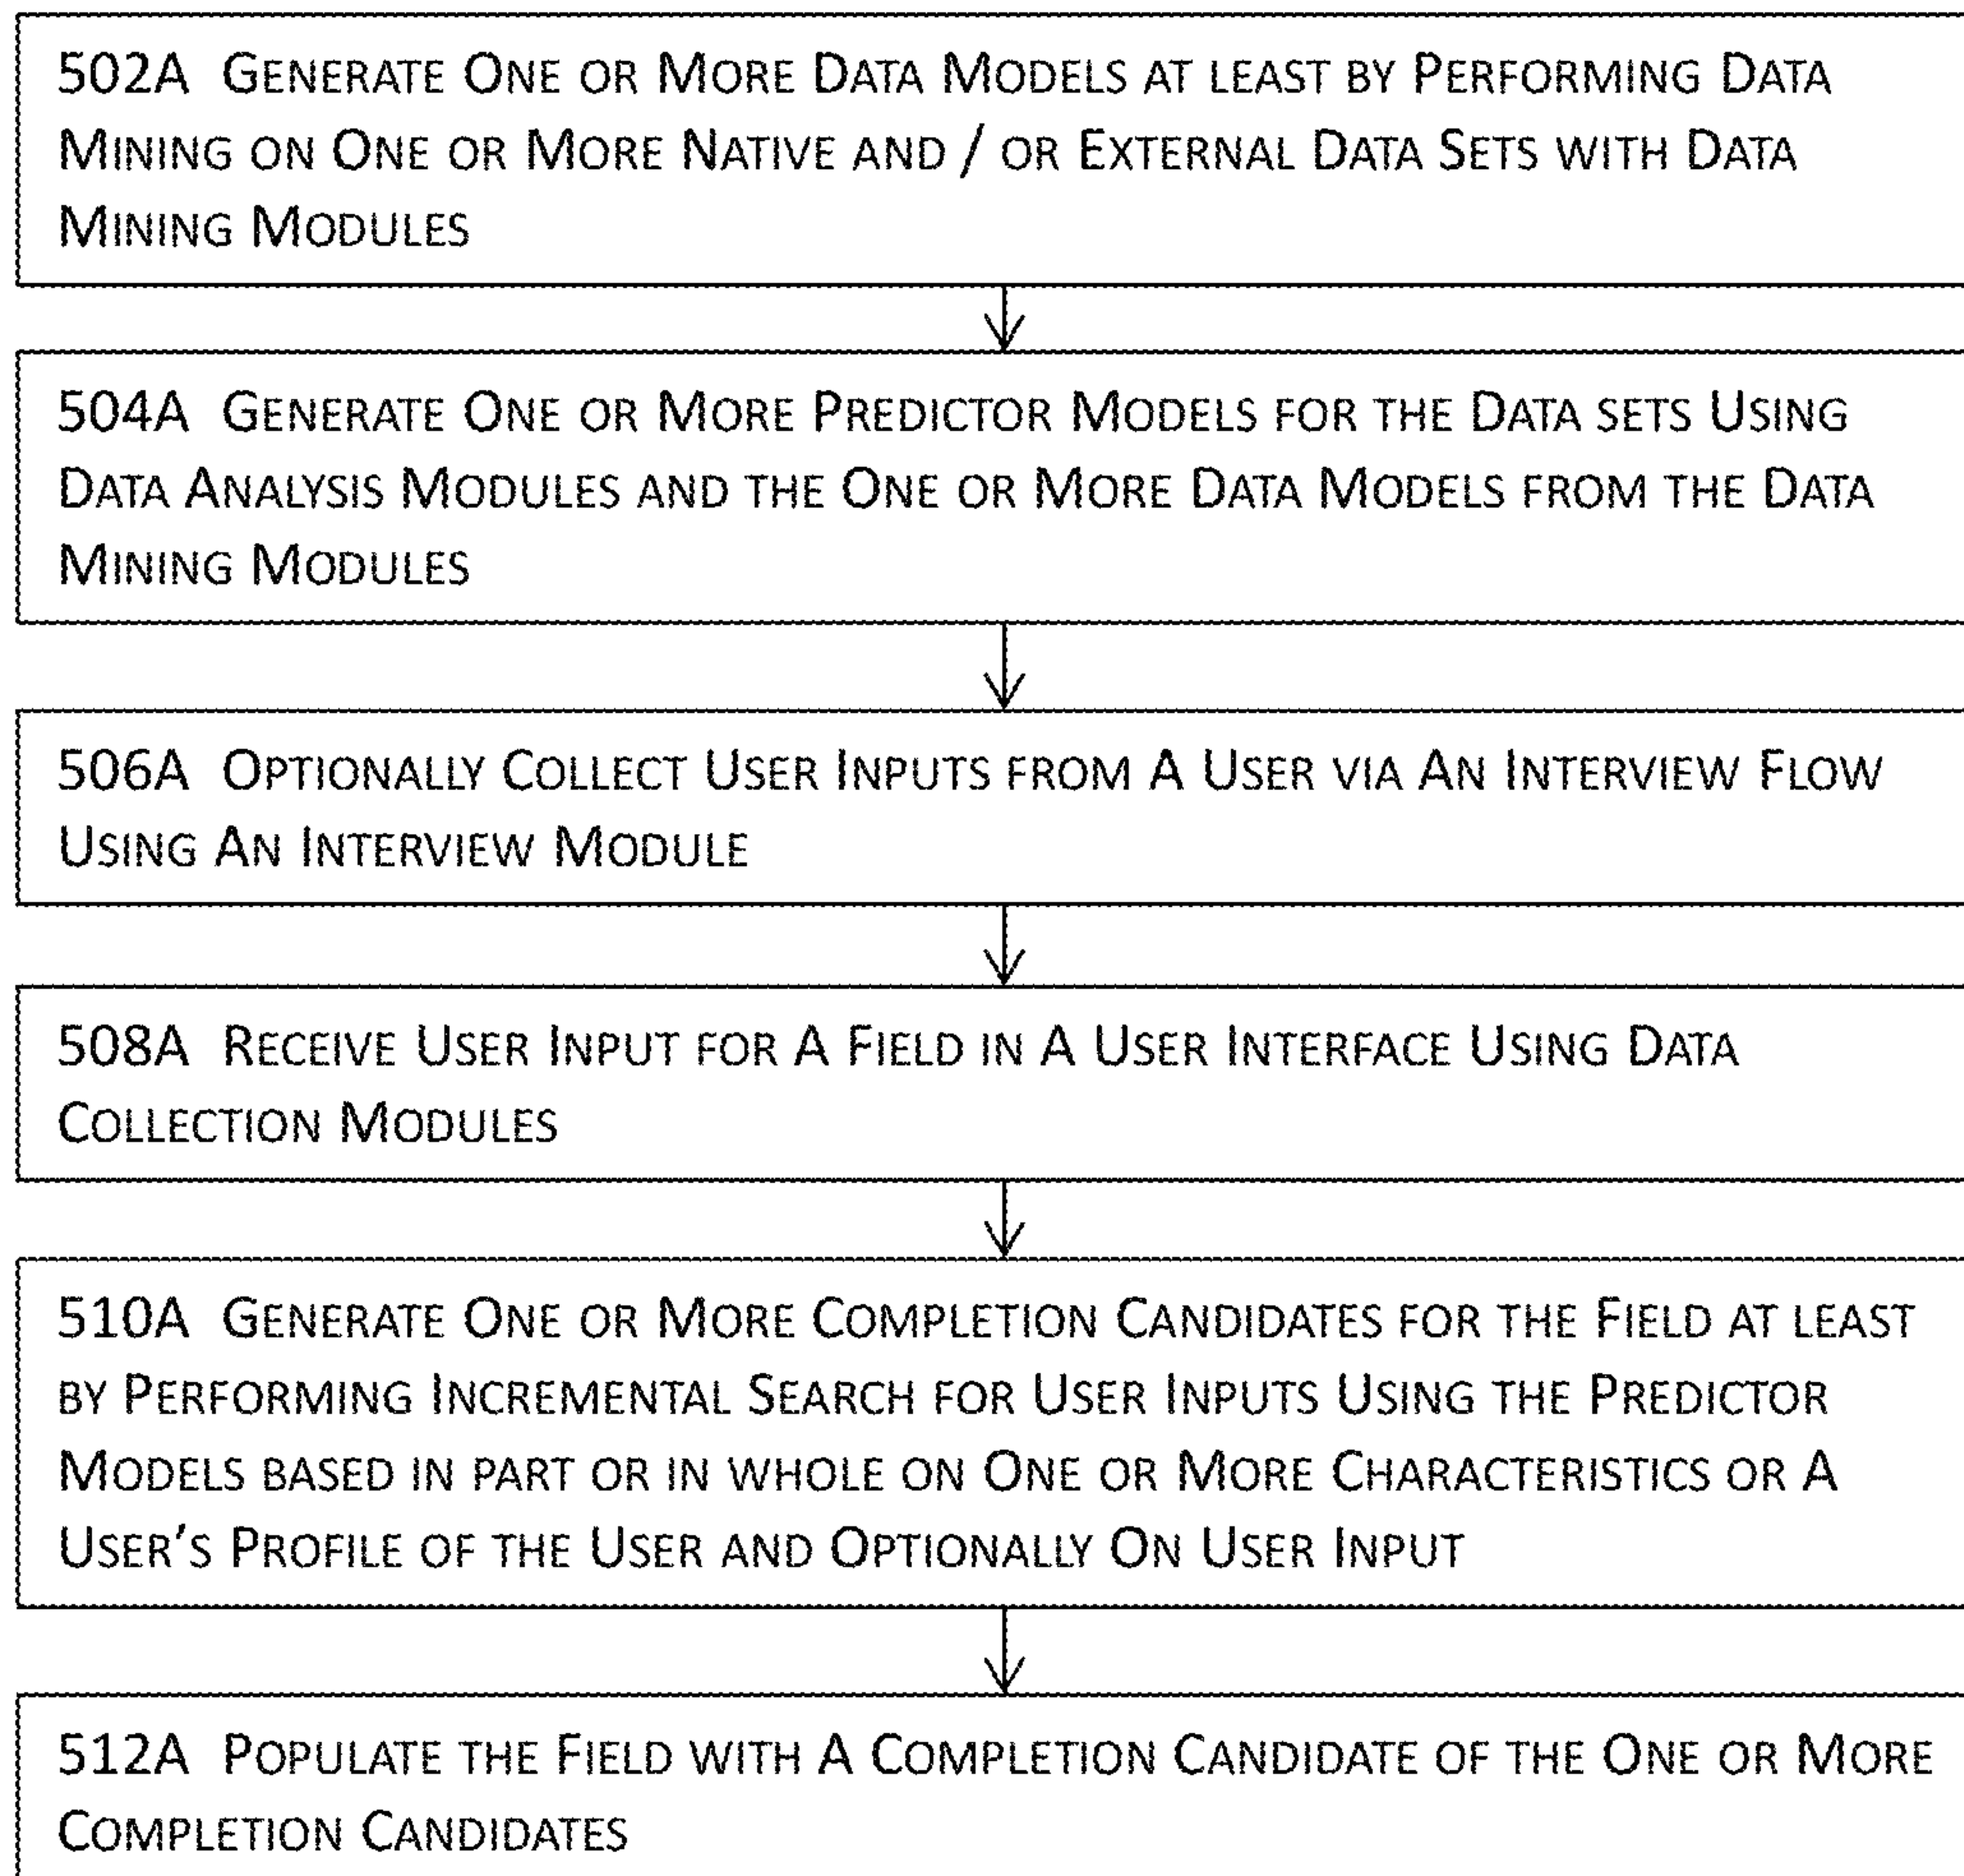 502A Generate One or More Data Models at least by Performing Data
Mining on One or More Native and / or External Data Sets with Data
Mining Modules
504A Generate One or More Predictor Models for the Data sets Using
Data Analysis Modules and the One or More Data Models from the Data
Mining Modules
506A Optionally Collect User Inputs from A User via An Interview Flow
Using An Interview Module
508A Receive User Input for A Field in A User Interface Using Data
Collection Modules
510A Generate One or More Completion Candidates for the Field at least
by Performing Incremental Search for User Inputs Using the Predictor
Models based in part or in whole on One or More Characteristics or A
User's Profile of the User and Optionally On User Input
512A Populate the Field with A Completion Candidate of the One or More
Completion Candidates